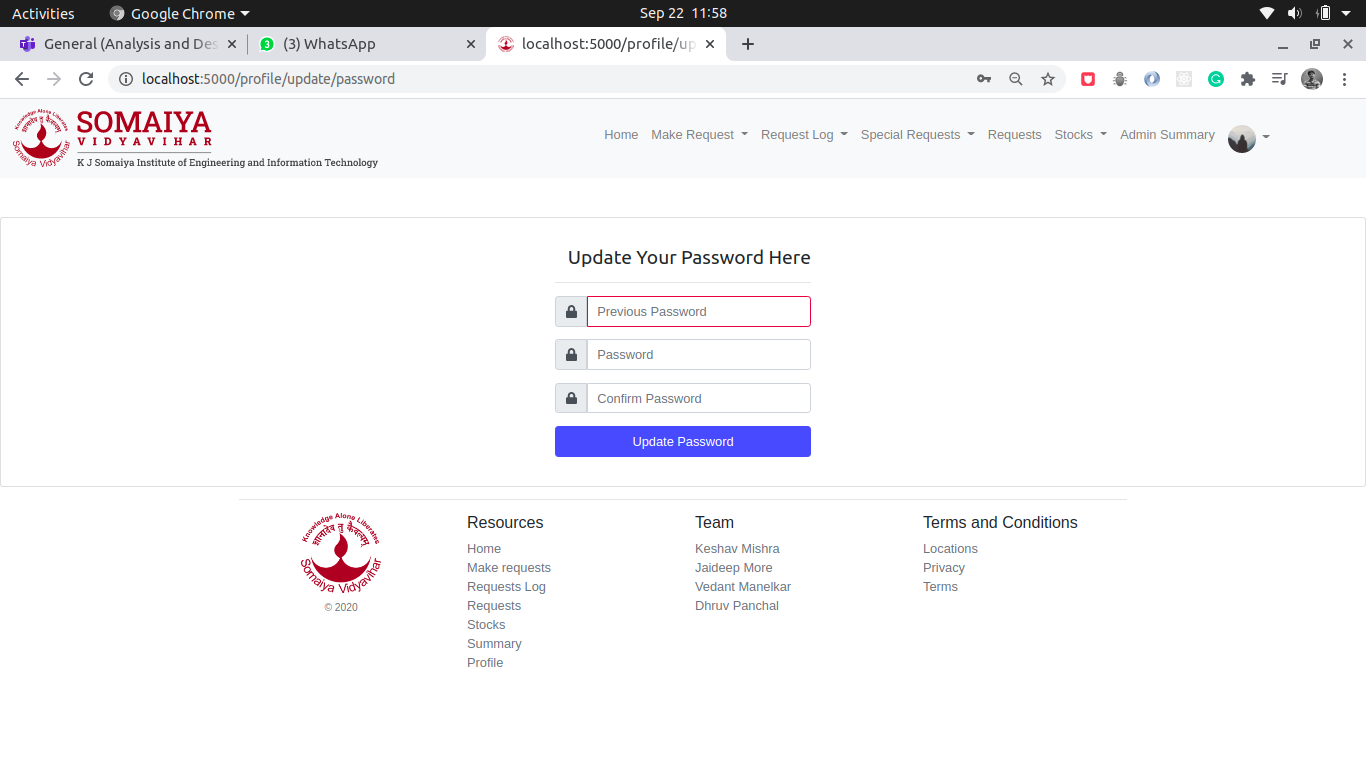 Activities
Google Chrome
Sep 22 11:58
General (Analysis and Des
3
(3) WhatsApp
localhost:5000/profile/up
localhost:5000/profile/update/password
Knowledge Alone Liberates
ज्ञानादेव तु कैवल्यम्
Somaiya Vidyavihar
SOMAIYA
VIDYAVIHAR
K J Somaiya Institute of Engineering and Information Technology
Home
Make Request
Request Log
Special Requests
Requests
Stocks
Admin Summary
Update Your Password Here
Previous Password
Password
Confirm Password
Update Password
Knowledge Alone Liberates
ज्ञानादेव तु कैवल्यम्
Somaiya Vidyavihar
© 2020
Resources
Home
Make requests
Requests Log
Requests
Stocks
Summary
Profile
Team
Keshav Mishra
Jaideep More
Vedant Manelkar
Dhruv Panchal
Terms and Conditions
Locations
Privacy
Terms